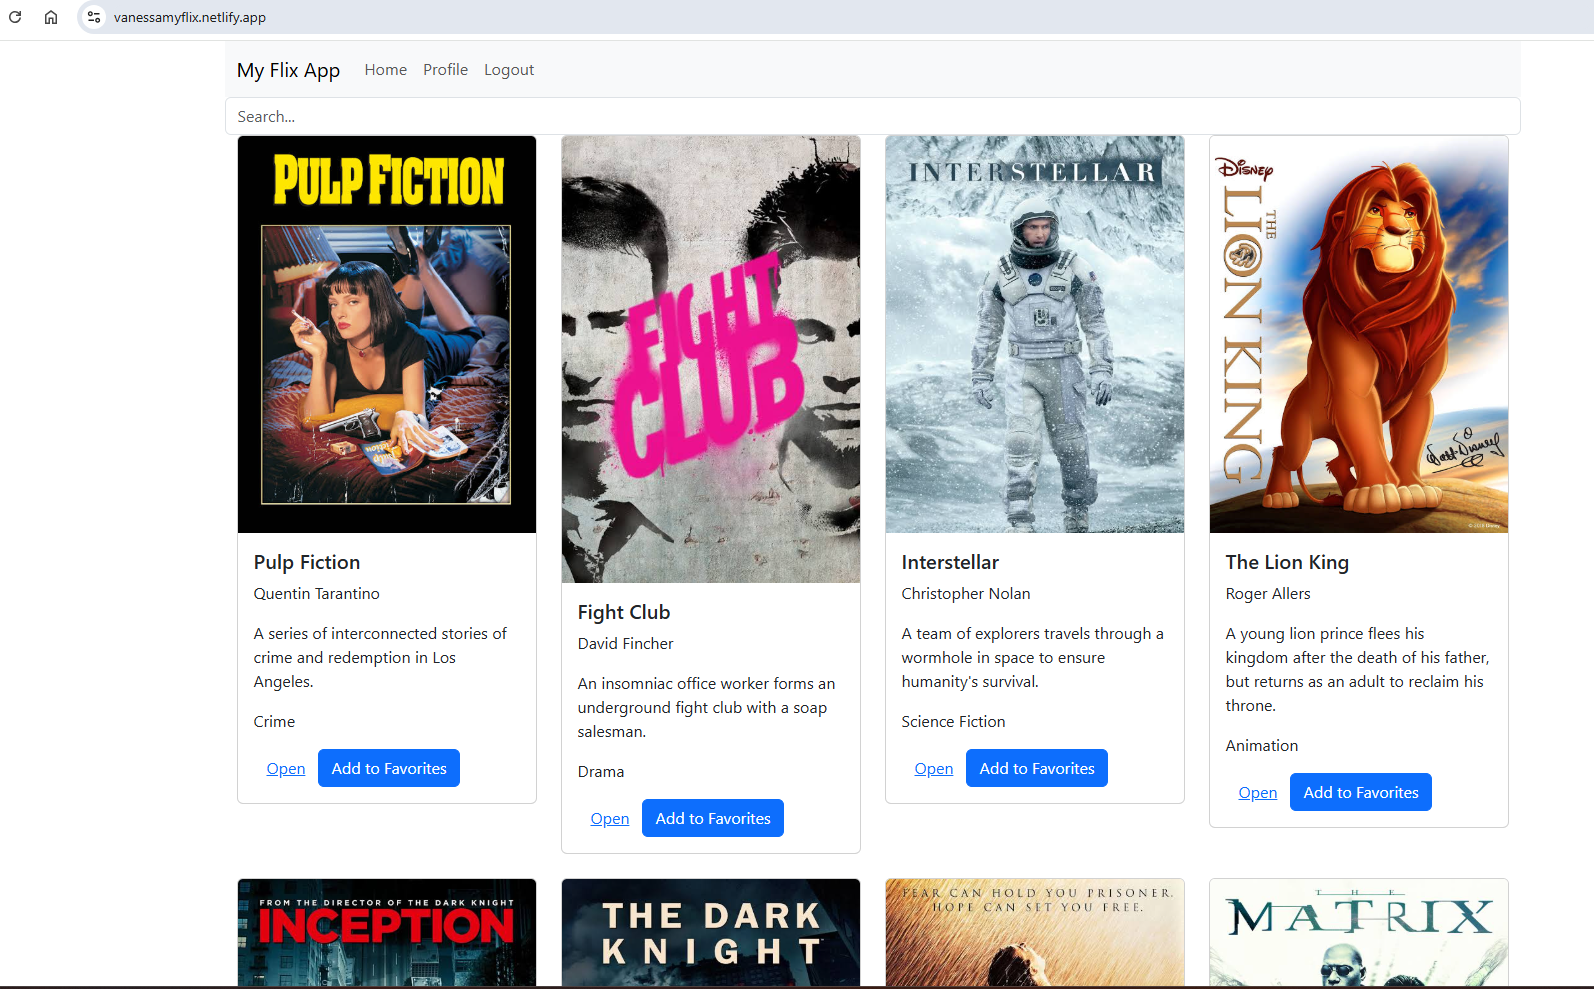 vanessamyflix.netlify.app
My Flix App Home Profile Logout
Search...
PULP FICTION
Pulp Fiction
Quentin Tarantino
A series of interconnected stories of
crime and redemption in Los
Angeles.
Crime
Open Add to Favorites
FIGHT
CLUB
Fight Club
David Fincher
An insomniac office worker forms an
underground fight club with a soap
salesman.
Drama
Open Add to Favorites
INTERSTELLAR
Interstellar
Christopher Nolan
A team of explorers travels through a
wormhole in space to ensure
humanity's survival.
Science Fiction
Open Add to Favorites
Disney
THE
LION KING
Walt Disney
The Lion King
Roger Allers
A young lion prince flees his
kingdom after the death of his father,
but returns as an adult to reclaim his
throne.
Animation
Open Add to Favorites
FROM THE DIRECTOR OF THE DARK KNIGHT
INCEPTION
THE DARK
KNIGHT
FEAR CAN HOLD YOU PRISONER.
HOPE CAN SET YOU FREE.
THE
MATRIX